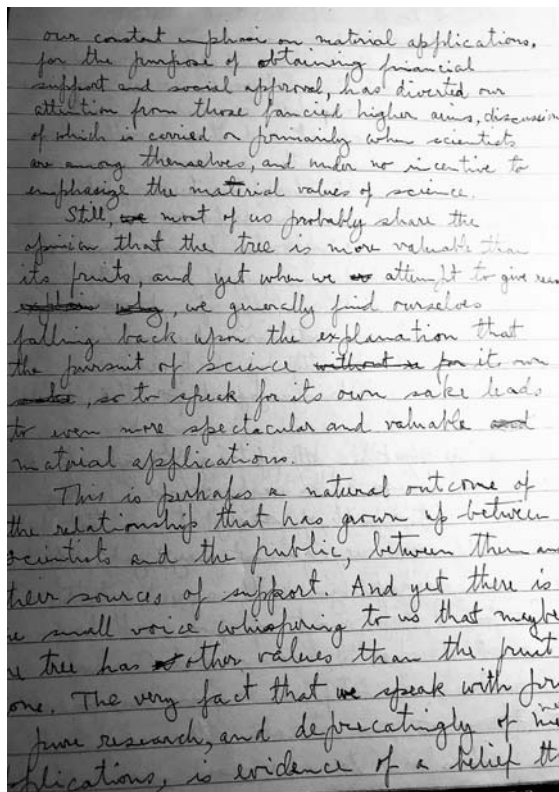 our constant emphasis on material applications,
for the purpose of obtaining financial
support and social approval, has diverted our
attention from those fancied higher aims, discussion
of which is carried on primarily when scientists
are among themselves, and under no incentive to
emphasize the material values of science.
Still, we most of us probably share the
opinion that the tree is more valuable than
its fruits, and yet when we attempt to give
explain why, we generally find ourselves
falling back upon the explanation that
the pursuit of science without for its own
sake, so to speak for its own sake leads
to even more spectacular and valuable and
material applications.
This is perhaps a natural outcome of
the relationship that has grown up between
scientists and the public, between them
their sources of support. And yet there is
small voice whispering to us that maybe
tree has other values than the fruit
one. The very fact that we speak with
pure research, and deprecatingly of
plications, is evidence of a belief